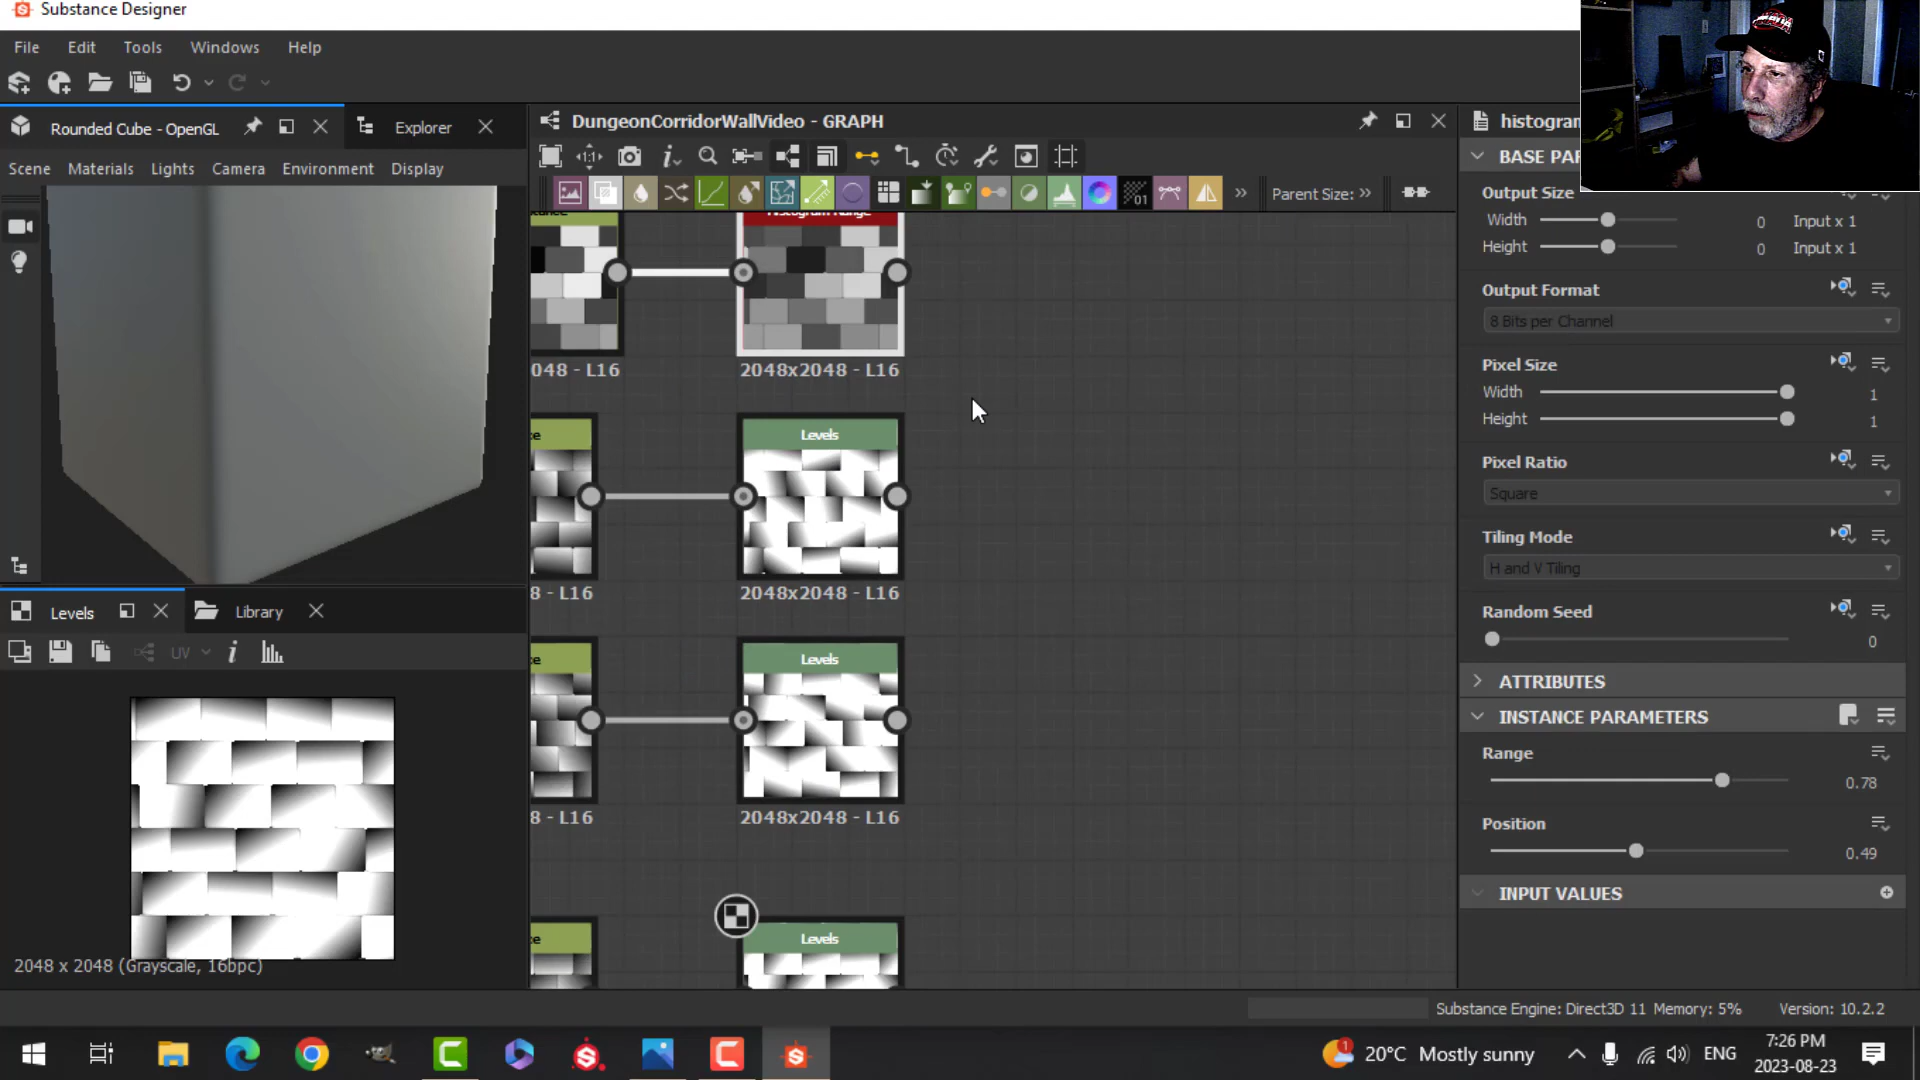 Substance Designer
File Edit Tools Windows Help
Rounded Cube - OpenGL Explorer
Scene Materials Lights Camera Environment Display
DungeonCorridorWallVideo - GRAPH
Parent Size: »
Histogram Range
048 - L16
2048x2048 - L16
Levels
8 - L16
2048x2048 - L16
Levels
8 - L16
2048x2048 - L16
Levels
Levels Library
UV
2048 x 2048 (Grayscale, 16bpc)
histogram
BASE PA
Output Size
Width 0 Input x 1
Height 0 Input x 1
Output Format
8 Bits per Channel
Pixel Size
Width 1
Height 1
Pixel Ratio
Square
Tiling Mode
H and V Tiling
Random Seed
0
ATTRIBUTES
INSTANCE PARAMETERS
Range
0.78
Position
0.49
INPUT VALUES
Substance Engine: Direct3D 11 Memory: 5% Version: 10.2.2
20°C Mostly sunny ENG 7:26 PM
2023-08-23